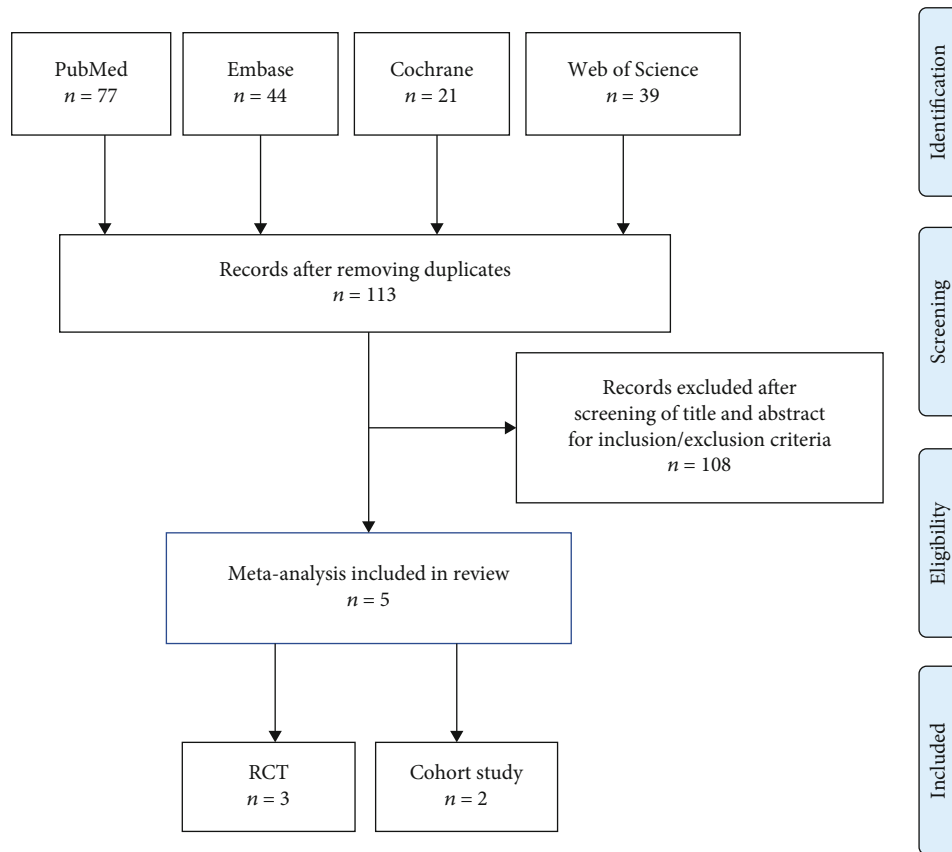 PubMed
n = 77
Embase
n = 44
Cochrane
n = 21
Web of Science
n = 39
Identification
Records after removing duplicates
n = 113
Screening
Records excluded after
screening of title and abstract
for inclusion/exclusion criteria
n = 108
Eligibility
Meta-analysis included in review
n = 5
RCT
n = 3
Cohort study
n = 2
Included